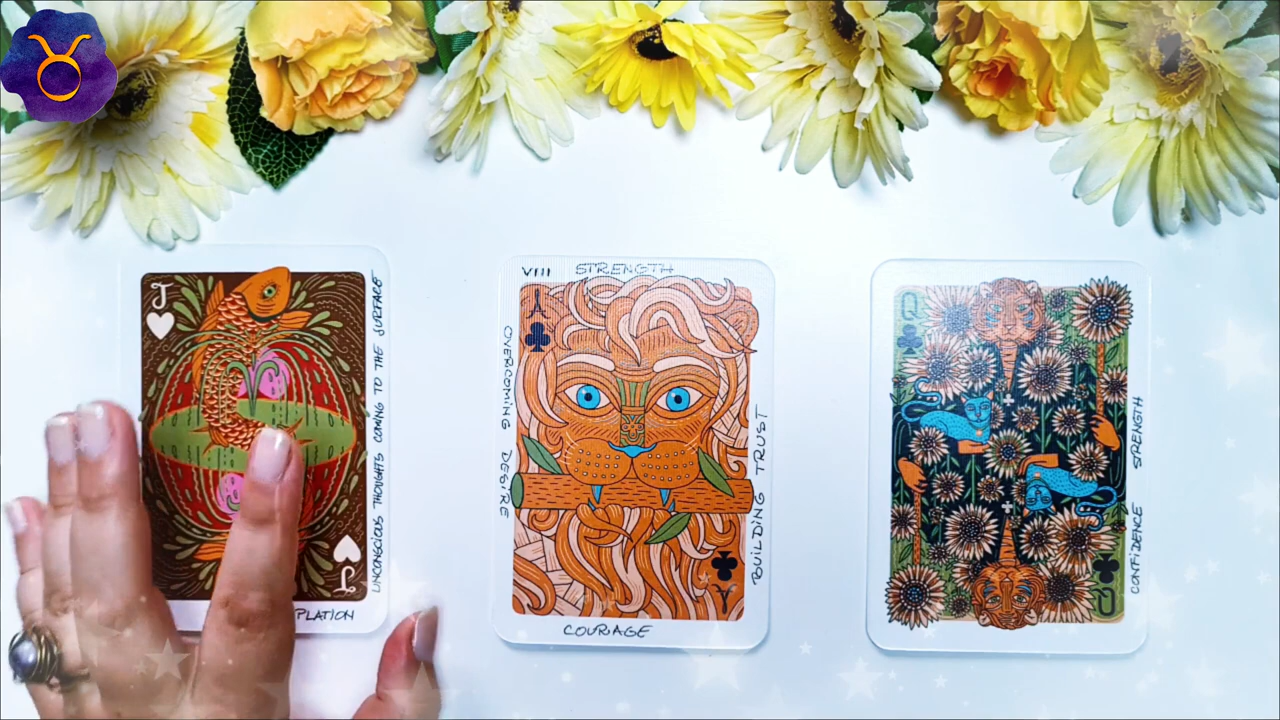 J
UNCONSCIOUS THOUGHTS COMING TO THE SURFACE
J
PLATION
VIII STRENGTH
A
OVERCOMING DESIRE
BUILDING TRUST
A
COURAGE
Q
CONFIDENCE STRENGTH
Q